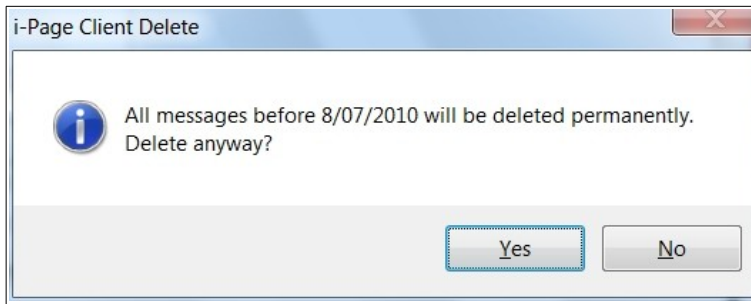 i-Page Client Delete
All messages before 8/07/2010 will be deleted permanently.
Delete anyway?
Yes
No